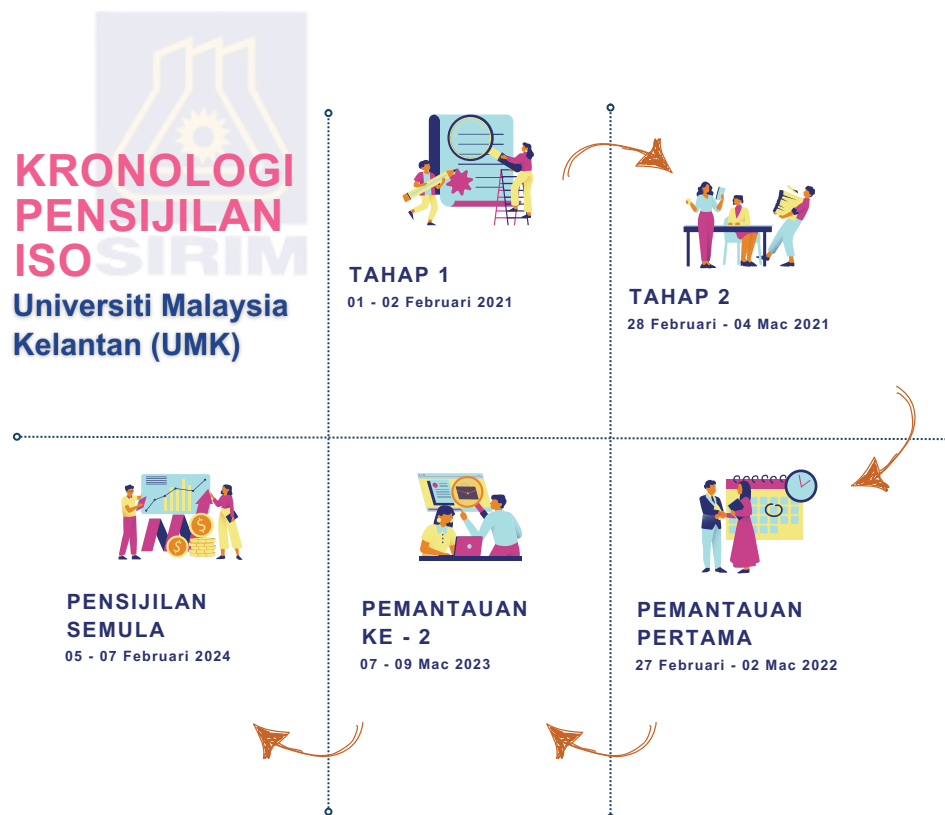 KRONOLOGI
PENSIJILAN
ISO
SIRIM
Universiti Malaysia
Kelantan (UMK)
TAHAP 1
01 - 02 Februari 2021
TAHAP 2
28 Februari - 04 Mac 2021
PEMANTAUAN
PERTAMA
27 Februari - 02 Mac 2022
PEMANTAUAN
KE - 2
07 - 09 Mac 2023
PENSIJILAN
SEMULA
05 - 07 Februari 2024